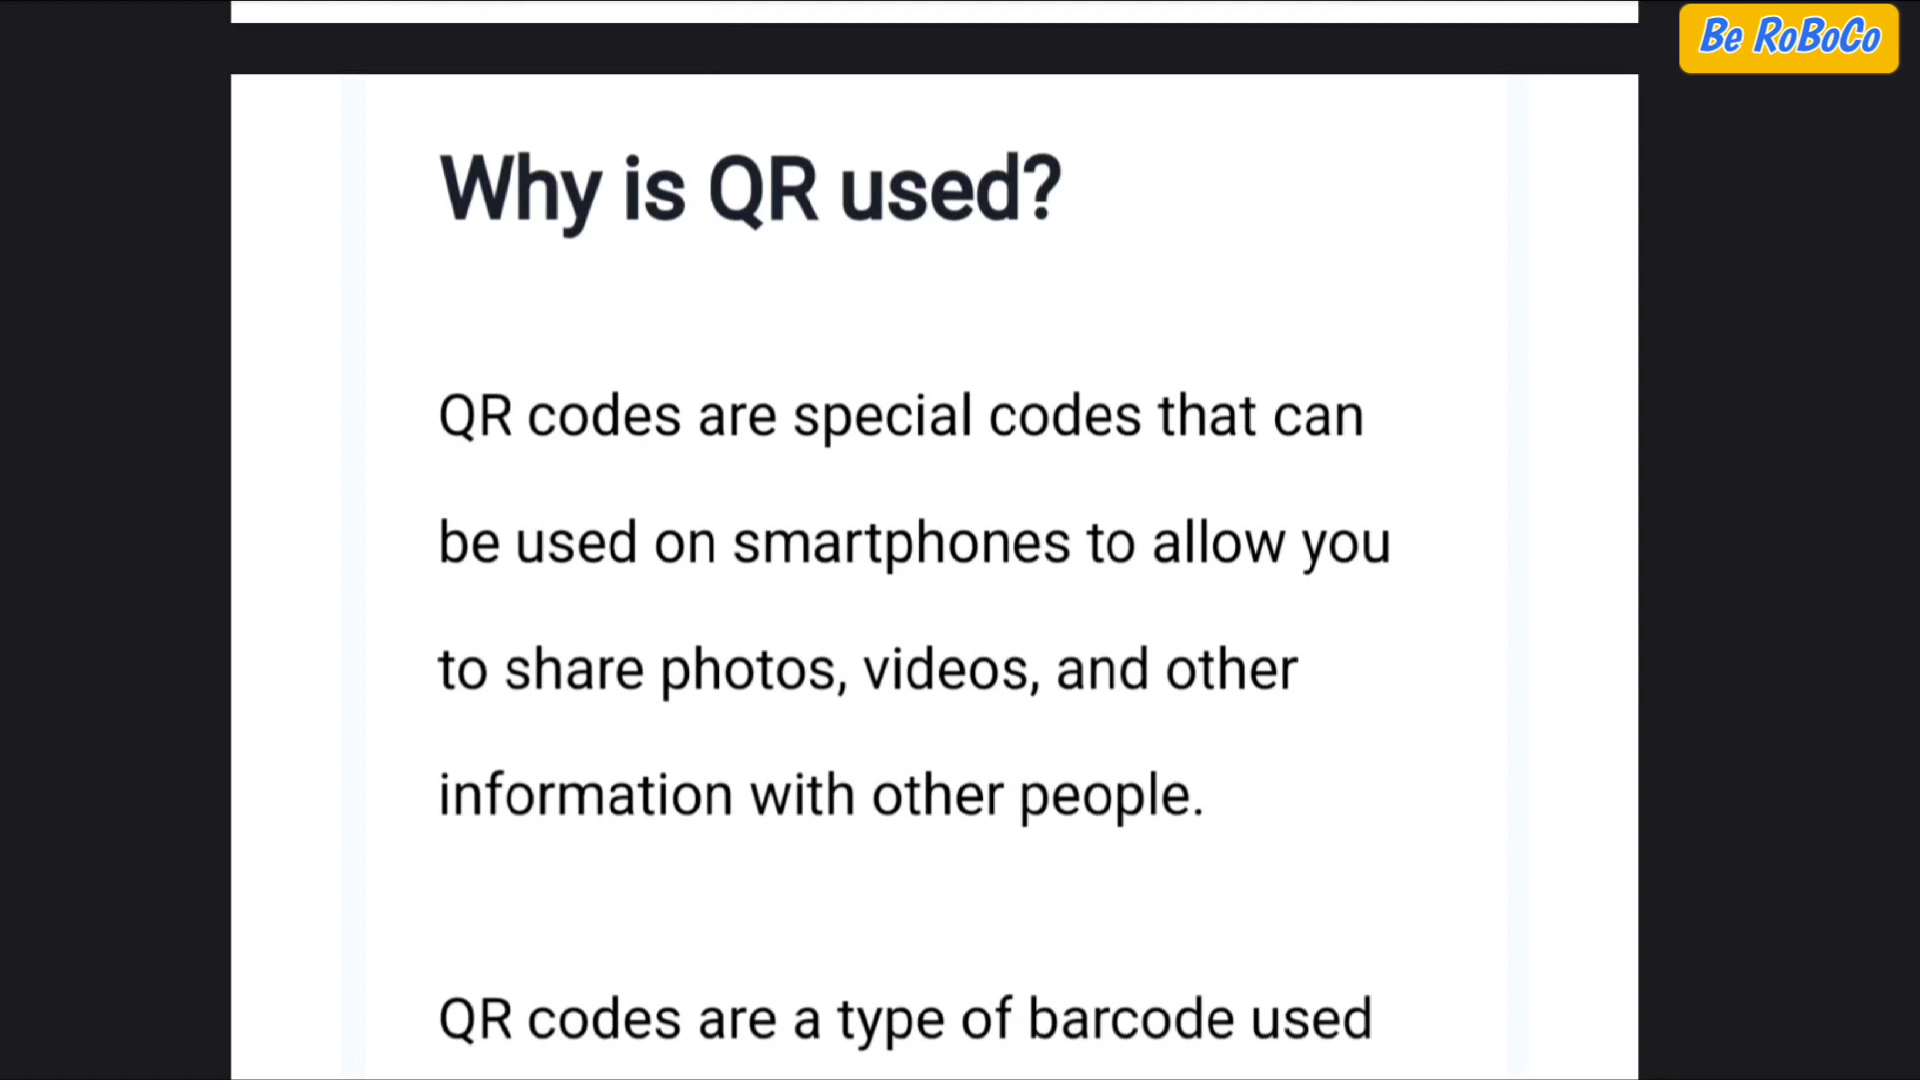 Be RoBoCo
Why is QR used?
QR codes are special codes that can
be used on smartphones to allow you
to share photos, videos, and other
information with other people.
QR codes are a type of barcode used